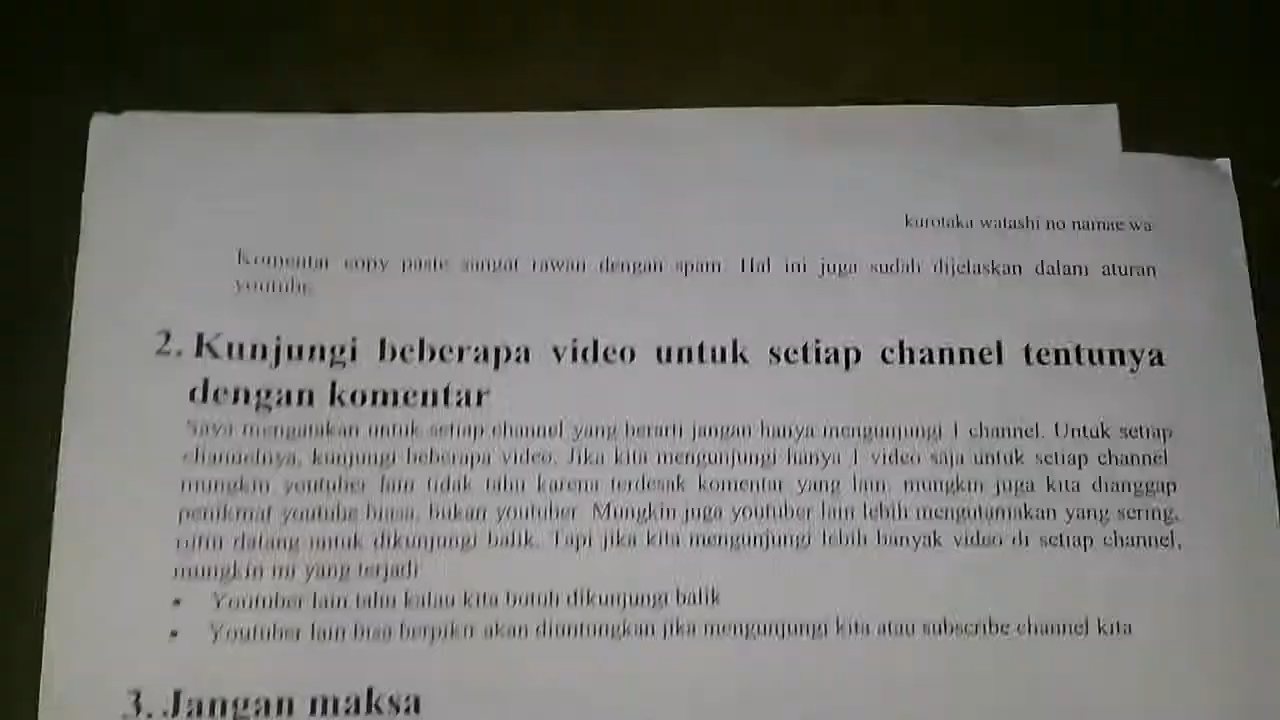 kurotaka watashi no namae wa
Komentar copy paste sangat rawan dengan spam. Hal ini juga sudah dijelaskan dalam aturan
youtube.
2. Kunjungi beberapa video untuk setiap channel tentunya
dengan komentar
Saya mengatakan untuk setiap channel yang berarti jangan hanya mengunjungi 1 channel. Untuk setiap
channelnya, kunjungi beberapa video. Jika kita mengunjungi hanya 1 video saja untuk setiap channel
mungkin youtuber lain tidak tahu karena terdesak komentar yang lain, mungkin juga kita dianggap
penikmat youtube biasa, bukan youtuber. Mungkin juga youtuber lain lebih mengutamakan yang sering,
rutin datang untuk dikunjungi balik. Tapi jika kita mengunjungi lebih banyak video di setiap channel,
mungkin ini yang terjadi
• Youtuber lain tahu kalau kita butuh dikunjungi balik
• Youtuber lain bisa berpikir akan diuntungkan jika mengunjungi kita atau subscribe channel kita
3. Jangan maksa